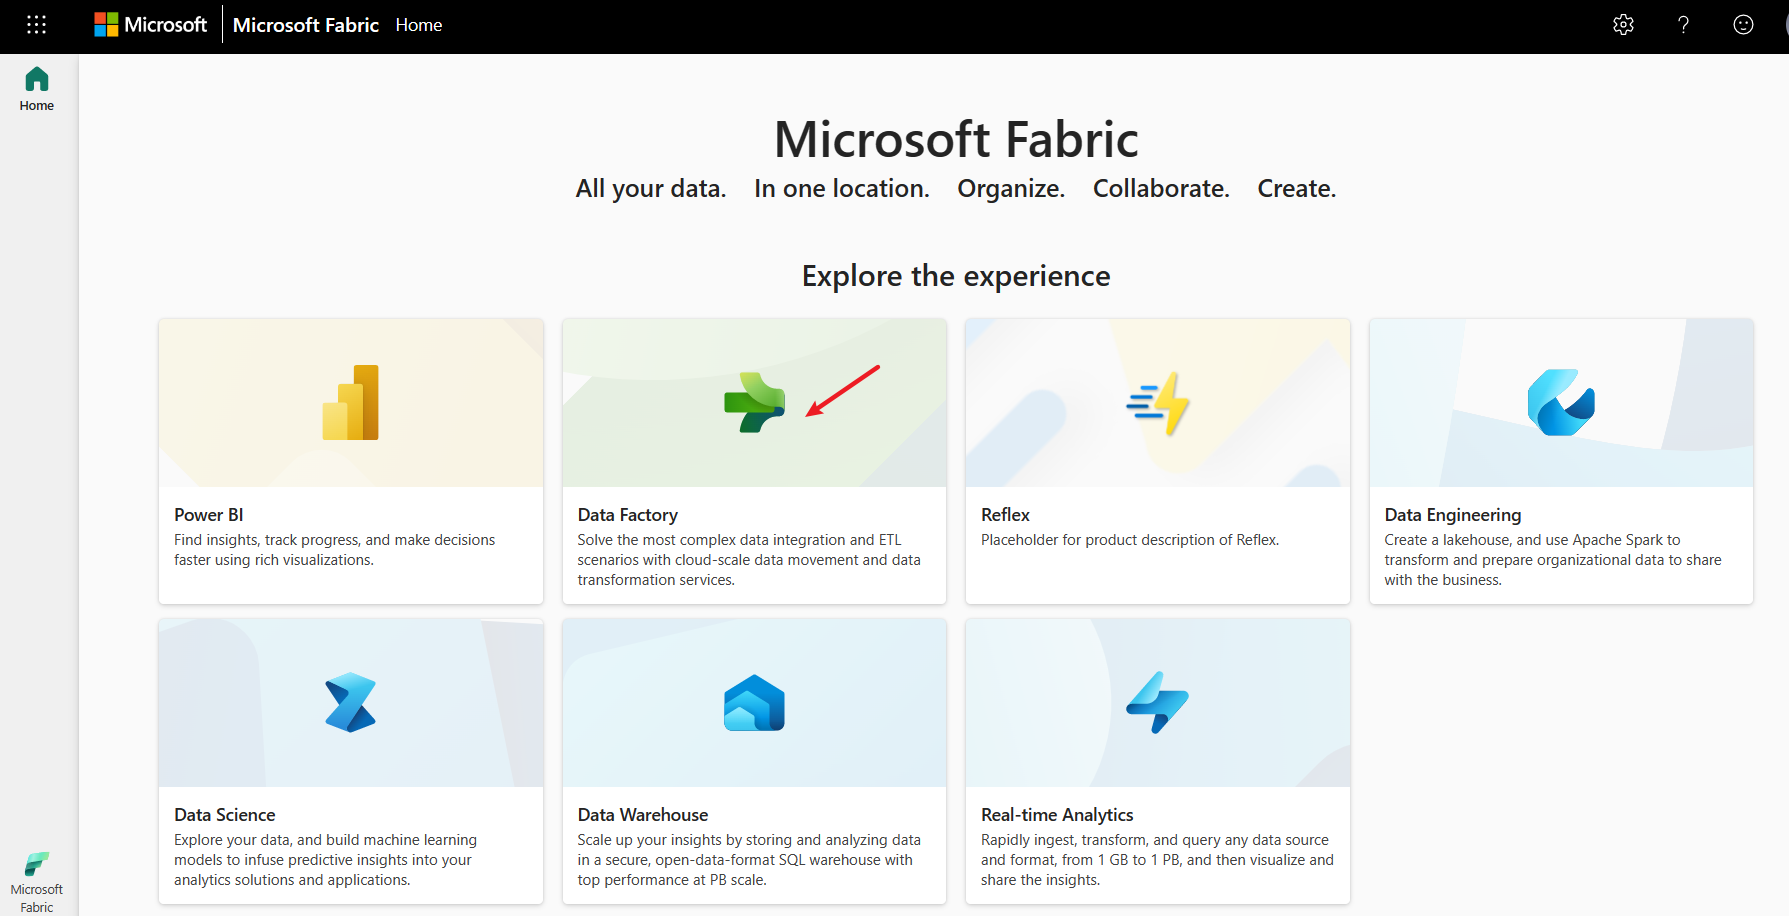 Microsoft Microsoft Fabric Home
Home
Microsoft Fabric
All your data. In one location. Organize. Collaborate. Create.
Explore the experience
Power BI
Find insights, track progress, and make decisions
faster using rich visualizations.
Data Factory
Solve the most complex data integration and ETL
scenarios with cloud-scale data movement and data
transformation services.
Reflex
Placeholder for product description of Reflex.
Data Engineering
Create a lakehouse, and use Apache Spark to
transform and prepare organizational data to share
with the business.
Data Science
Explore your data, and build machine learning
models to infuse predictive insights into your
analytics solutions and applications.
Data Warehouse
Scale up your insights by storing and analyzing data
in a secure, open-data-format SQL warehouse with
top performance at PB scale.
Real-time Analytics
Rapidly ingest, transform, and query any data source
and format, from 1 GB to 1 PB, and then visualize and
share the insights.
Microsoft
Fabric